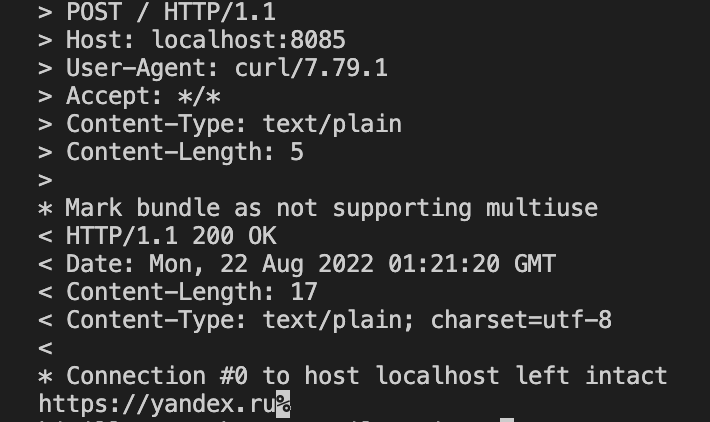 > POST / HTTP/1.1
> Host: localhost:8085
> User-Agent: curl/7.79.1
> Accept: */*
> Content-Type: text/plain
> Content-Length: 5
>
* Mark bundle as not supporting multiuse
< HTTP/1.1 200 OK
< Date: Mon, 22 Aug 2022 01:21:20 GMT
< Content-Length: 17
< Content-Type: text/plain; charset=utf-8
<
* Connection #0 to host localhost left intact
https://yandex.ru%